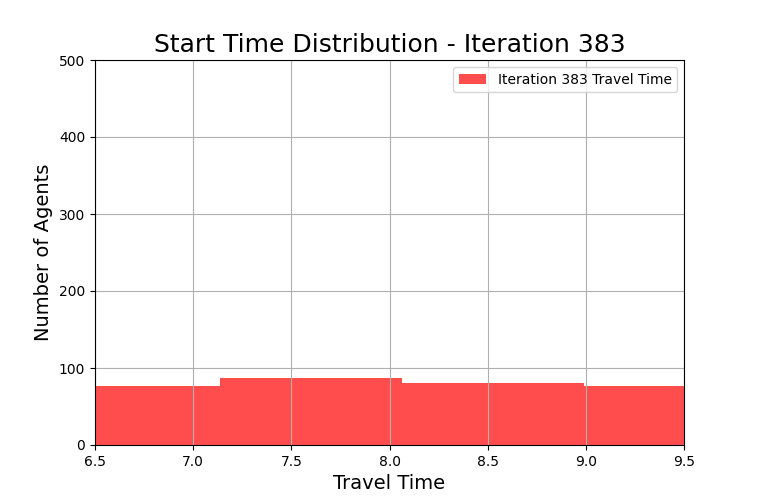 Start Time Distribution - Iteration 383
Iteration 383 Travel Time
Number of Agents
500
400
300
200
100
0
6.5 7.0 7.5 8.0 8.5 9.0 9.5
Travel Time